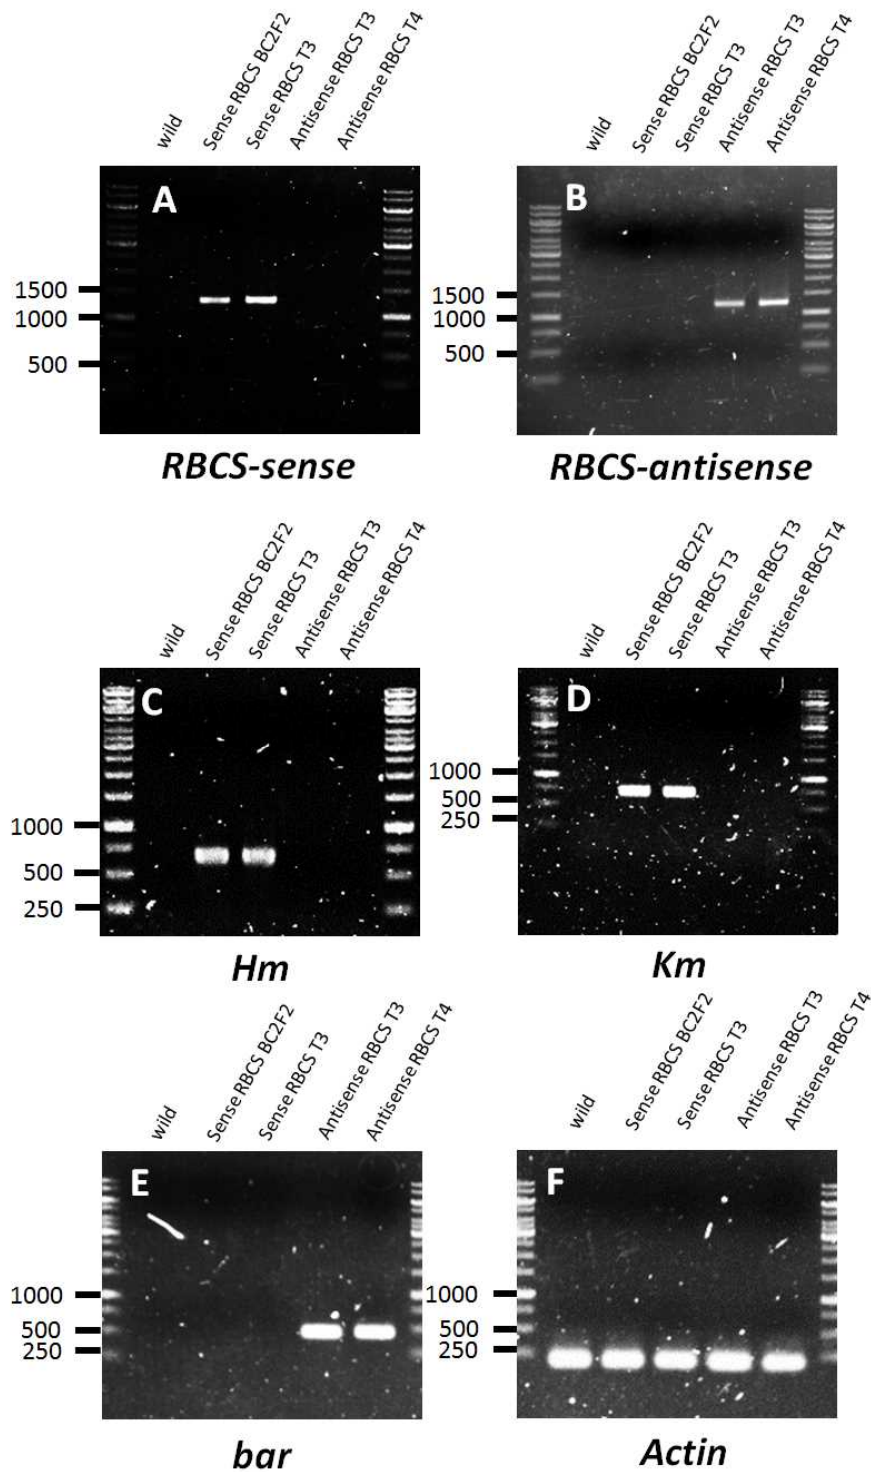 wild
Sense RBCS BC2F2
Sense RBCS T3
Antisense RBCS T3
Antisense RBCS T4
A
1500
1000
500
RBCS-sense
wild
Sense RBCS BC2F2
Sense RBCS T3
Antisense RBCS T3
Antisense RBCS T4
B
1500
1000
500
RBCS-antisense
wild
Sense RBCS BC2F2
Sense RBCS T3
Antisense RBCS T3
Antisense RBCS T4
C
1000
500
250
Hm
wild
Sense RBCS BC2F2
Sense RBCS T3
Antisense RBCS T3
Antisense RBCS T4
D
1000
500
250
Km
wild
Sense RBCS BC2F2
Sense RBCS T3
Antisense RBCS T3
Antisense RBCS T4
E
1000
500
250
bar
wild
Sense RBCS BC2F2
Sense RBCS T3
Antisense RBCS T3
Antisense RBCS T4
F
1000
500
250
Actin